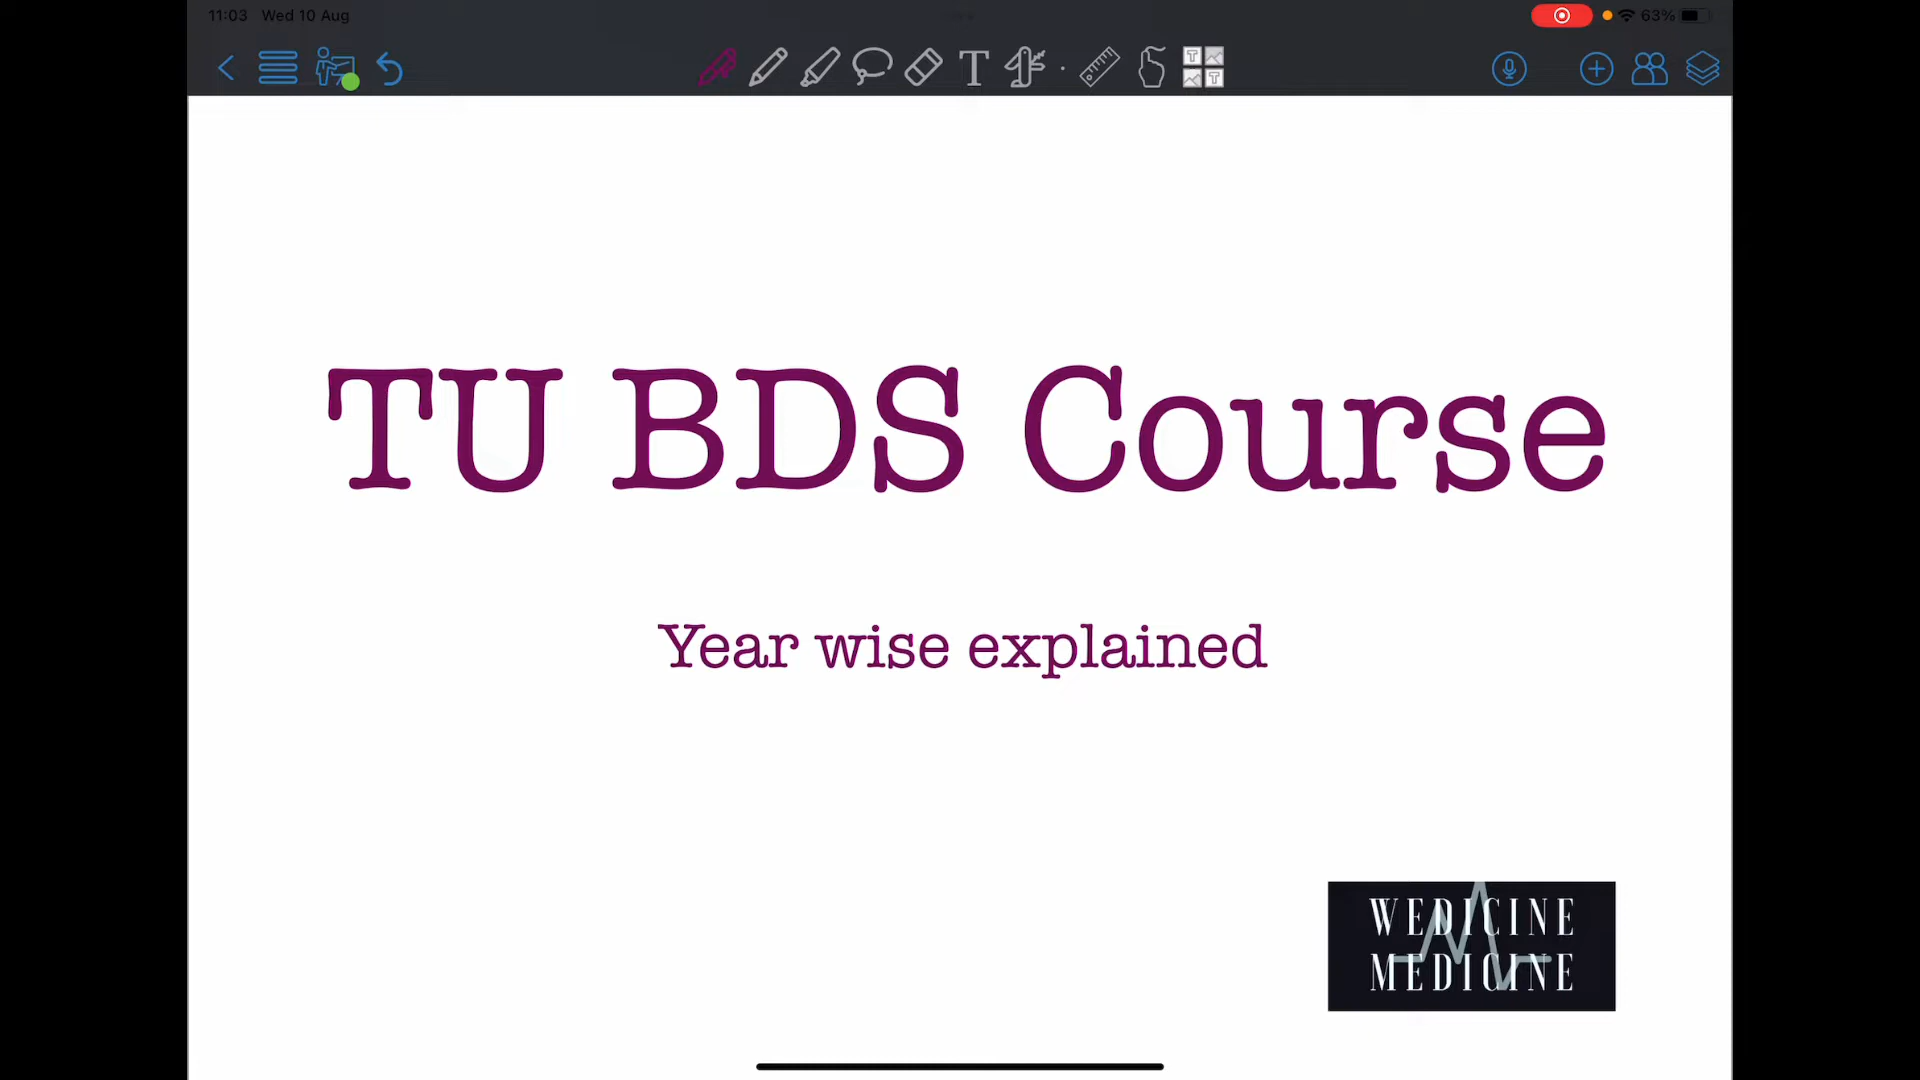 11:03 Wed 10 Aug
63%
T
TU BDS Course
Year wise explained
WEDICINE
MEDICINE